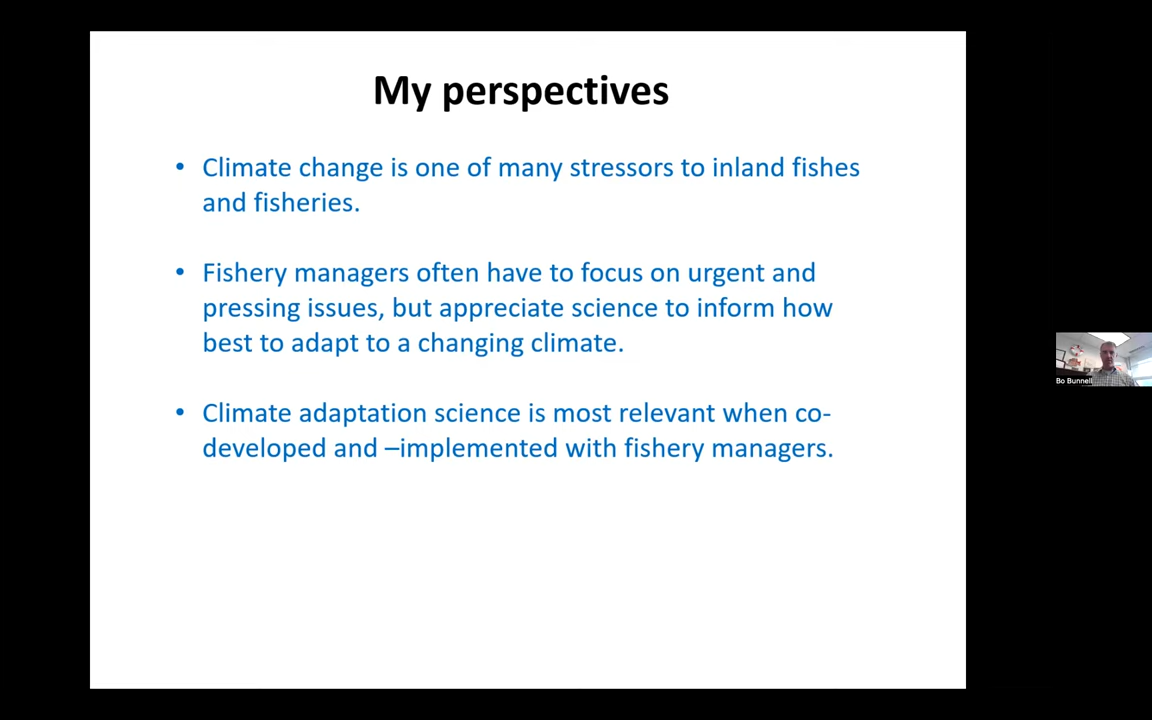 My perspectives
• Climate change is one of many stressors to inland fishes
and fisheries.
• Fishery managers often have to focus on urgent and
pressing issues, but appreciate science to inform how
best to adapt to a changing climate.
• Climate adaptation science is most relevant when co-
developed and –implemented with fishery managers.
Bo Bunnell